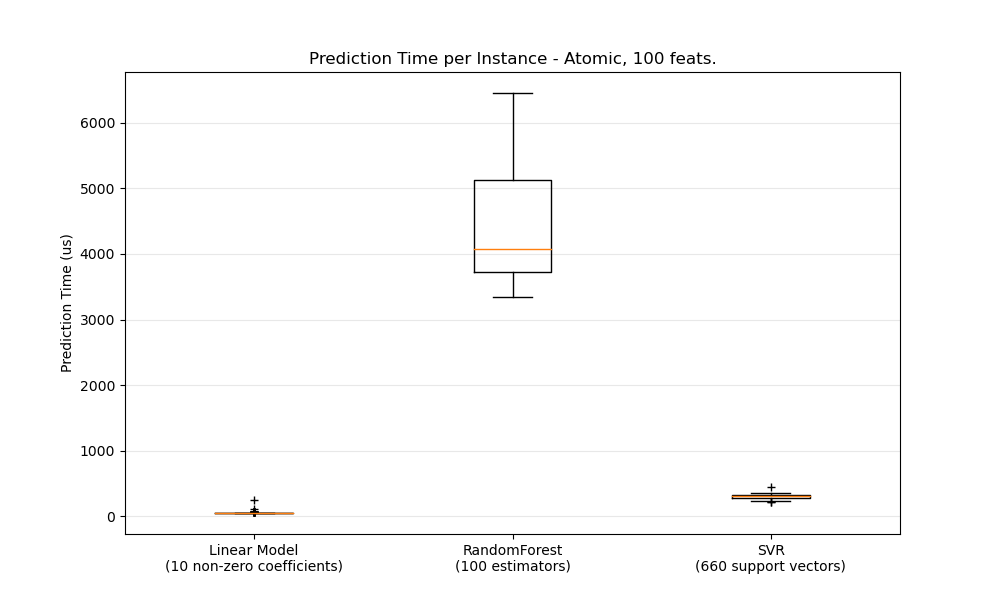 Prediction Time per Instance - Atomic, 100 feats.
Prediction Time (us)
6000
5000
4000
3000
2000
1000
0
Linear Model
(10 non-zero coefficients)
RandomForest
(100 estimators)
SVR
(660 support vectors)